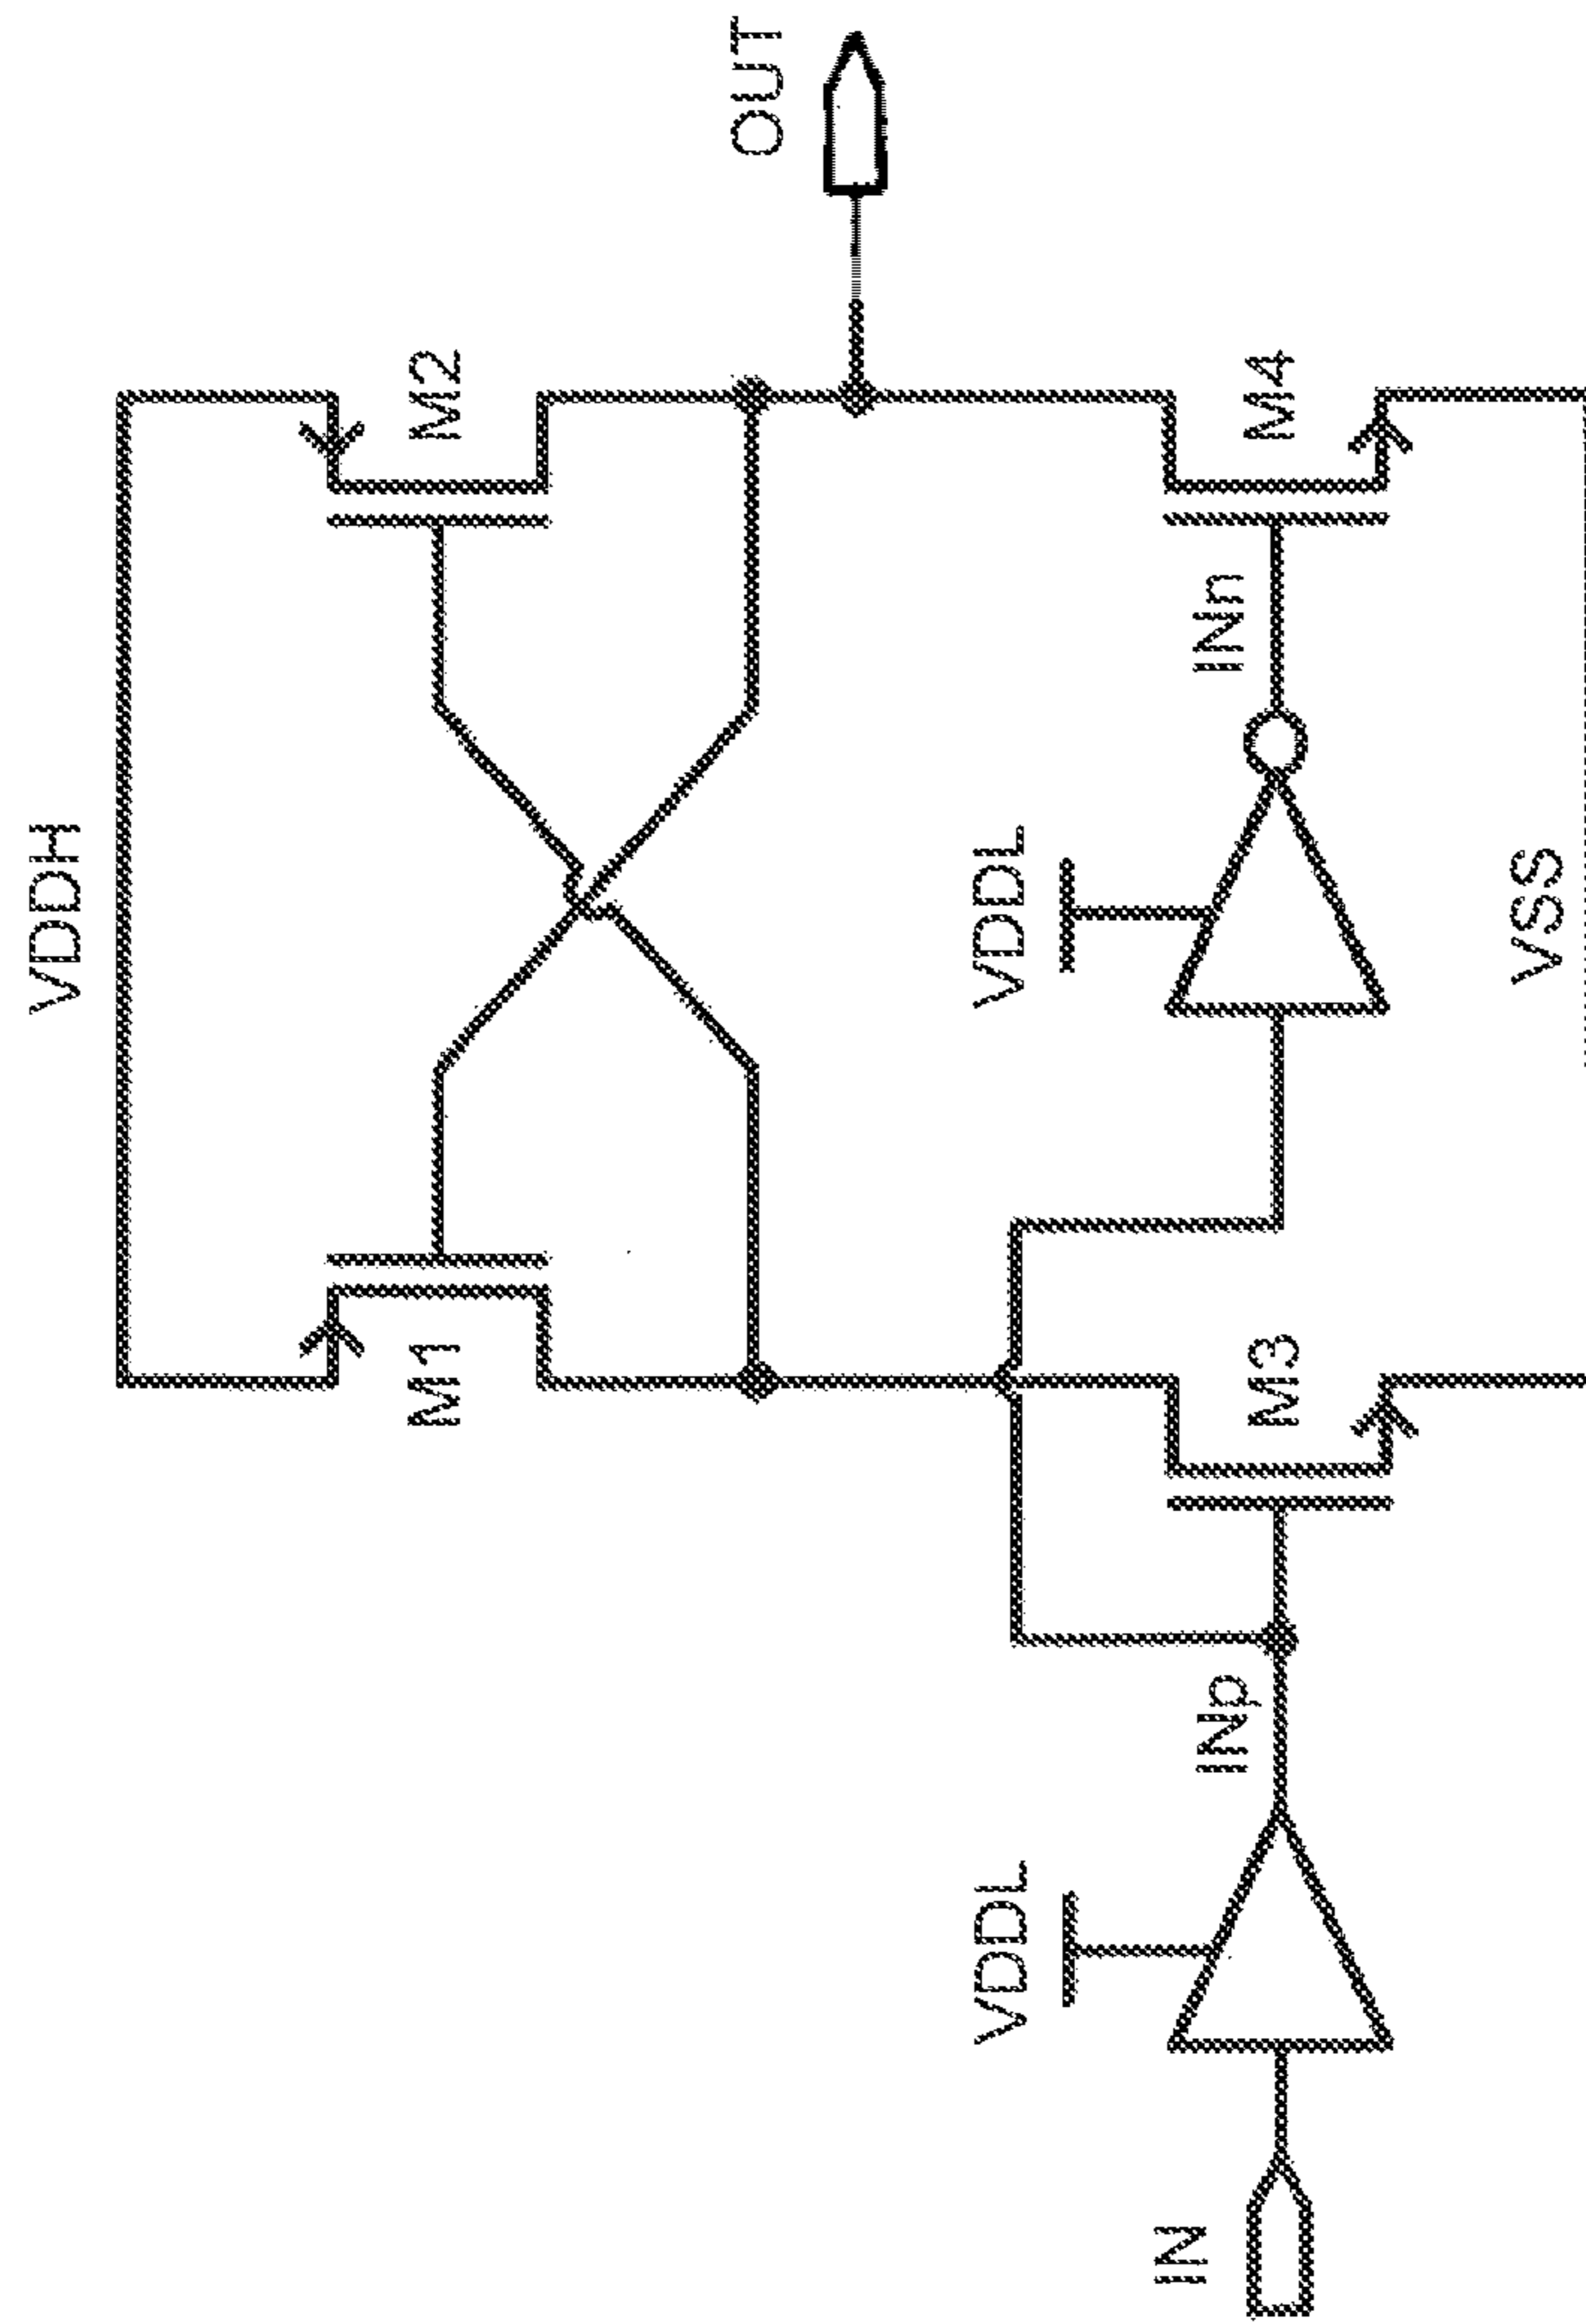 VDDH
M1
M2
OUT
VDDL
VDDL
IN
INp
M3
INn
M4
VSS